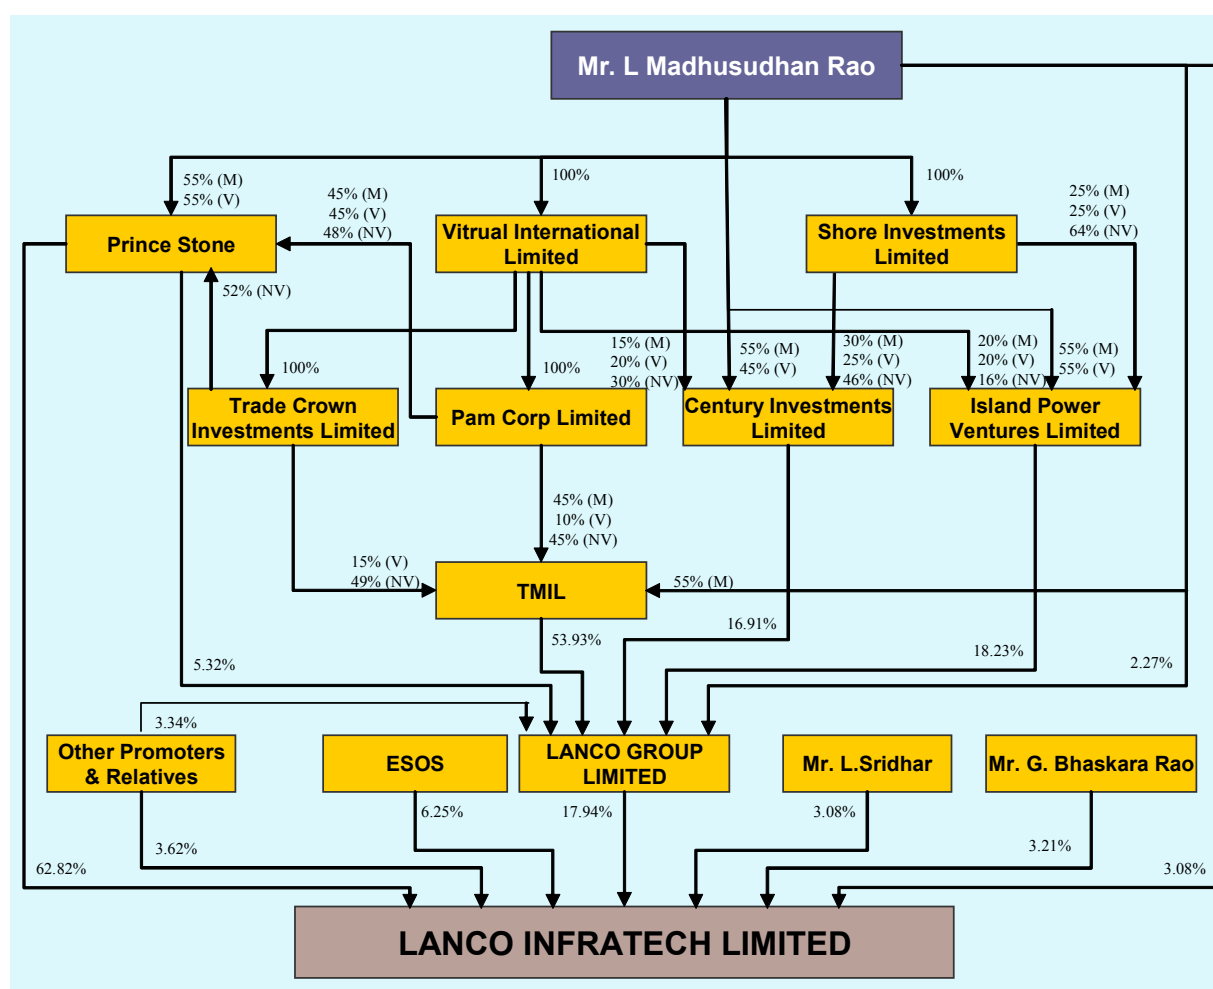 Mr. L Madhusudhan Rao
55% (M)
55% (V)
45% (M)
45% (V)
48% (NV)
100%
100%
25% (M)
25% (V)
64% (NV)
Prince Stone
Vitrual International
Limited
Shore Investments
Limited
52% (NV)
100%
100%
15% (M)
20% (V)
30% (NV)
55% (M)
45% (V)
30% (M)
25% (V)
46% (NV)
20% (M)
20% (V)
16% (NV)
55% (M)
55% (V)
Trade Crown
Investments Limited
Pam Corp Limited
Century Investments
Limited
Island Power
Ventures Limited
45% (M)
10% (V)
45% (NV)
15% (V)
49% (NV)
TMIL
55% (M)
53.93%
16.91%
18.23%
5.32%
2.27%
3.34%
Other Promoters
& Relatives
ESOS
LANCO GROUP
LIMITED
Mr. L.Sridhar
Mr. G. Bhaskara Rao
6.25%
17.94%
3.08%
3.62%
3.21%
62.82%
3.08%
LANCO INFRATECH LIMITED